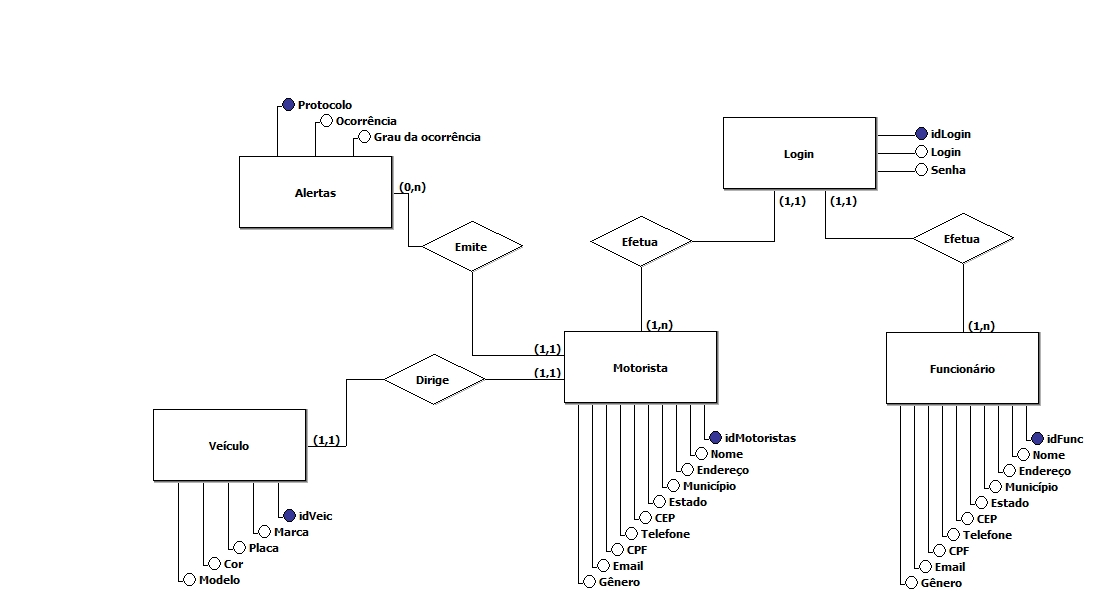 Protocolo
Ocorrência
Grau da ocorrência
Alertas
(0,n)
Emite
(1,1)
Login
idLogin
Login
Senha
(1,1)
(1,1)
Efetua
Efetua
(1,n)
(1,n)
Motorista
Funcionário
Dirige
(1,1)
Veículo
(1,1)
idVeic
Marca
Placa
Cor
Modelo
idMotoristas
Nome
Endereço
Município
Estado
CEP
Telefone
CPF
Email
Gênero
idFunc
Nome
Endereço
Município
Estado
CEP
Telefone
CPF
Email
Gênero